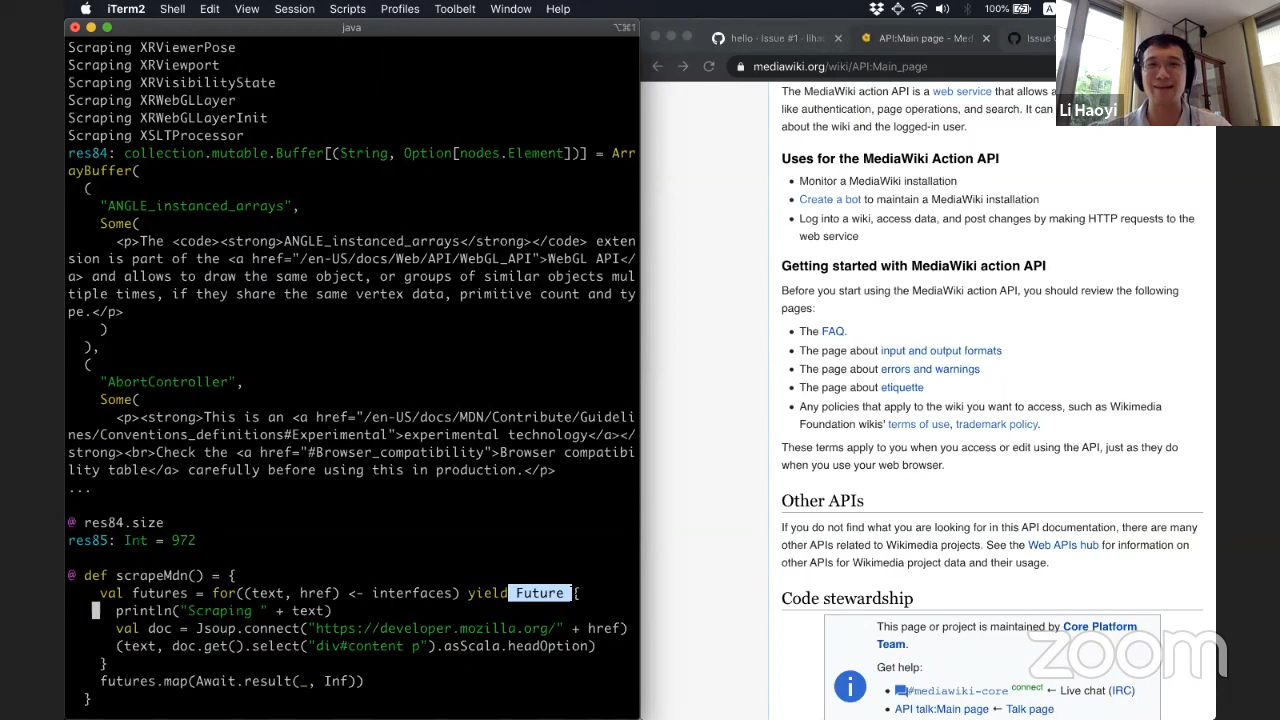 iTerm2 Shell Edit View Session Scripts Profiles Toolbelt Window Help 100% A
java ⌥⌘1
Scraping XRViewerPose
Scraping XRViewport
Scraping XRVisibilityState
Scraping XRWebGLLayer
Scraping XRWebGLLayerInit
Scraping XSLTProcessor
res84: collection.mutable.Buffer[(String, Option[nodes.Element])] = Arr
ayBuffer(
(
"ANGLE_instanced_arrays",
Some(
<p>The <code><strong>ANGLE_instanced_arrays</strong></code> exten
sion is part of the <a href="/en-US/docs/Web/API/WebGL_API">WebGL API</
a> and allows to draw the same object, or groups of similar objects mul
tiple times, if they share the same vertex data, primitive count and ty
pe.</p>
)
),
(
"AbortController",
Some(
<p><strong>This is an <a href="/en-US/docs/MDN/Contribute/Guideli
nes/Conventions_definitions#Experimental">experimental technology</a></
strong><br>Check the <a href="#Browser_compatibility">Browser compatibi
lity table</a> carefully before using this in production.</p>
...
@ res84.size
res85: Int = 972
@ def scrapeMdn() = {
val futures = for((text, href) <- interfaces) yield Future {
println("Scraping " + text)
val doc = Jsoup.connect("https://developer.mozilla.org/" + href)
(text, doc.get().select("div#content p").asScala.headOption)
}
futures.map(Await.result(_, Inf))
}
hello · Issue #1 · liha
API:Main page - Med
Issue
mediawiki.org/wiki/API:Main_page
The MediaWiki action API is a web service that allows a
like authentication, page operations, and search. It can
about the wiki and the logged-in user.
Uses for the MediaWiki Action API
Monitor a MediaWiki installation
Create a bot to maintain a MediaWiki installation
Log into a wiki, access data, and post changes by making HTTP requests to the
web service
Getting started with MediaWiki action API
Before you start using the MediaWiki action API, you should review the following
pages:
The FAQ.
The page about input and output formats
The page about errors and warnings
The page about etiquette
Any policies that apply to the wiki you want to access, such as Wikimedia
Foundation wikis' terms of use, trademark policy.
These terms apply to you when you access or edit using the API, just as they do
when you use your web browser.
Other APIs
If you do not find what you are looking for in this API documentation, there are many
other APIs related to Wikimedia projects. See the Web APIs hub for information on
other APIs for Wikimedia project data and their usage.
Code stewardship
This page or project is maintained by Core Platform
Team.
Get help:
#mediawiki-core connect ← Live chat (IRC)
API talk:Main page ← Talk page
Li Haoyi
zoom